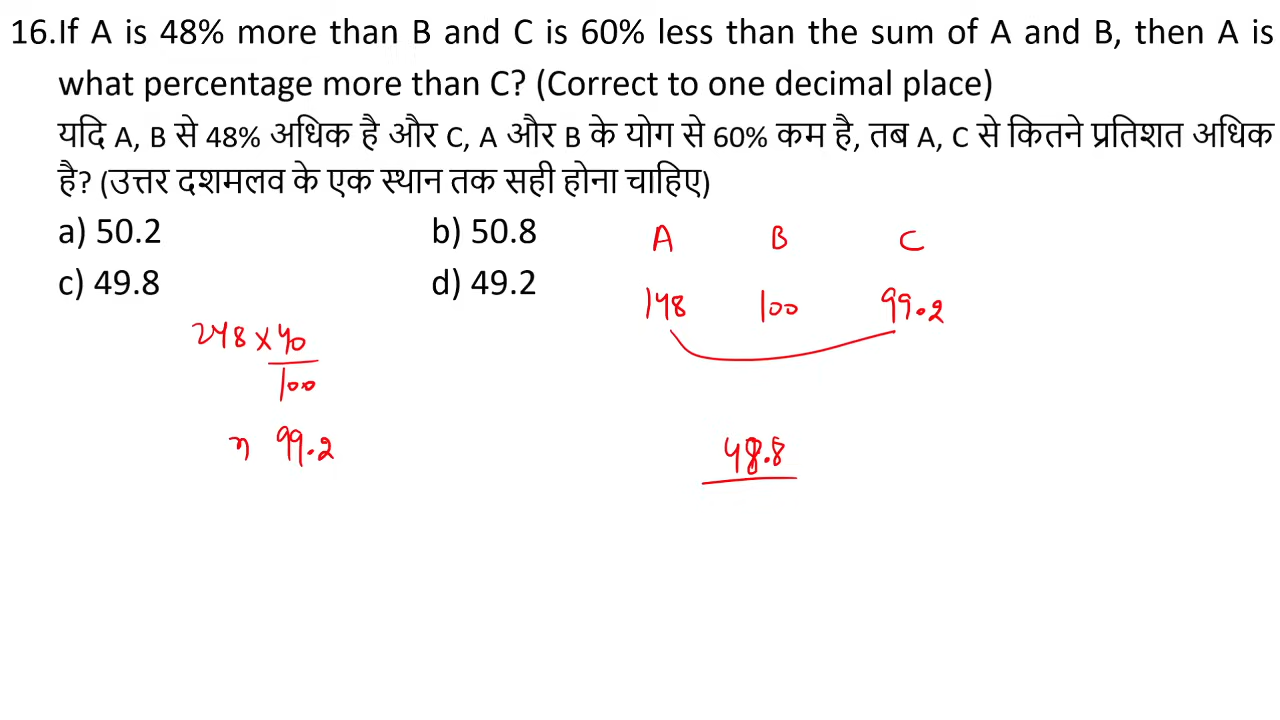 16.If A is 48% more than B and C is 60% less than the sum of A and B, then A is
what percentage more than C? (Correct to one decimal place)
यदि A, B से 48% अधिक है और C, A और B के योग से 60% कम है, तब A, C से कितने प्रतिशत अधिक
है? (उत्तर दशमलव के एक स्थान तक सही होना चाहिए)
a) 50.2 b) 50.8
c) 49.8 d) 49.2
A B C
148 100 99.2
248 × 40
100
99.2
48.8